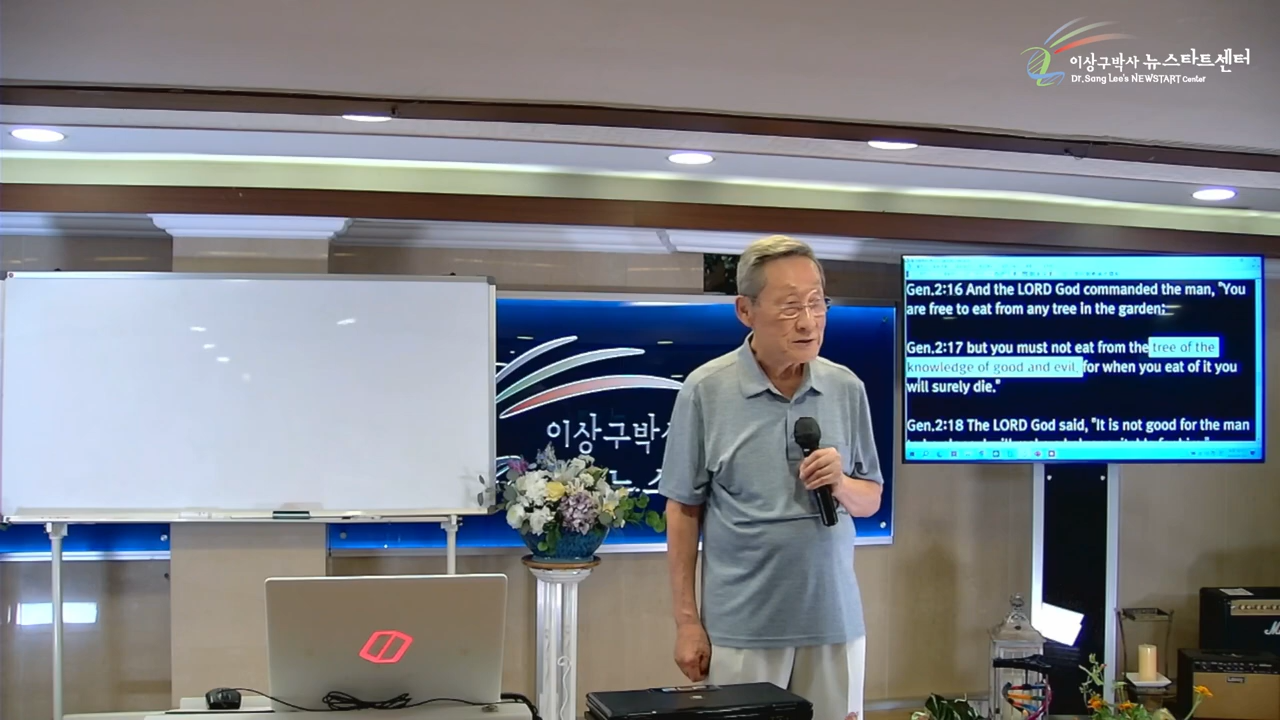 이상구박사 뉴스타트센터
Dr. Sang Lee's NEWSTART Center
Gen.2:16 And the LORD God commanded the man, "You
are free to eat from any tree in the garden;
Gen.2:17 but you must not eat from the tree of the
knowledge of good and evil, for when you eat of it you
will surely die."
Gen.2:18 The LORD God said, "It is not good for the man
이상구박사
뉴스